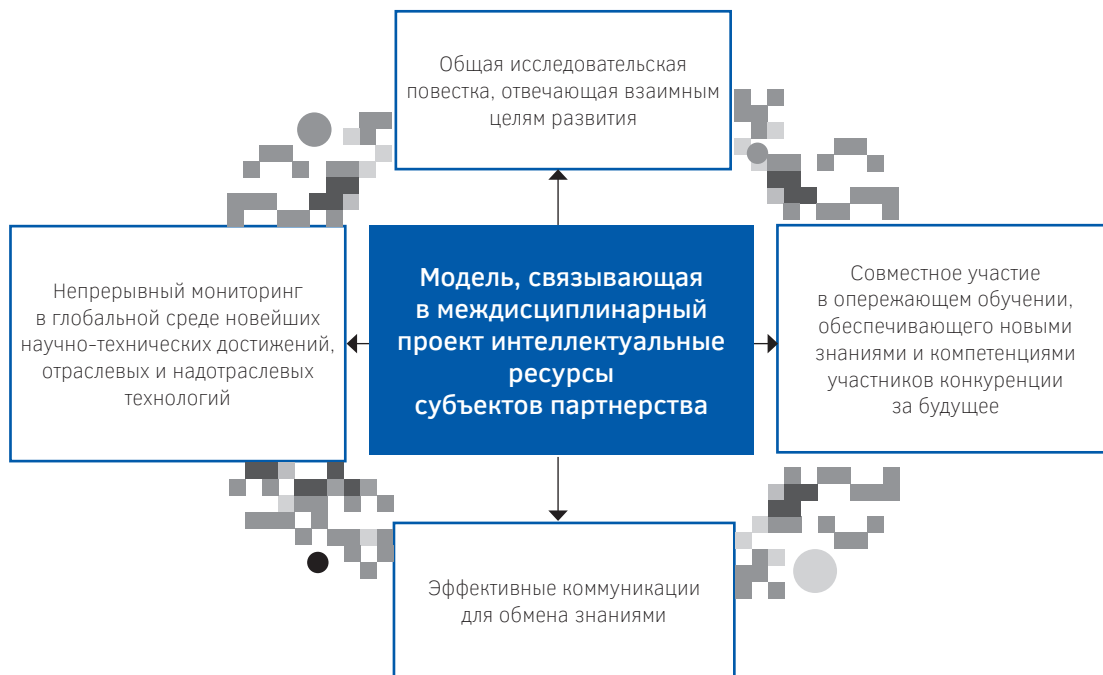 Общая исследовательская
повестка, отвечающая взаимным
целям развития
Непрерывный мониторинг
в глобальной среде новейших
научно-технических достижений,
отраслевых и надотраслевых
технологий
Модель, связывающая
в междисциплинарный
проект интеллектуальные
ресурсы
субъектов партнерства
Совместное участие
в опережающем обучении,
обеспечивающего новыми
знаниями и компетенциями
участников конкуренции
за будущее
Эффективные коммуникации
для обмена знаниями